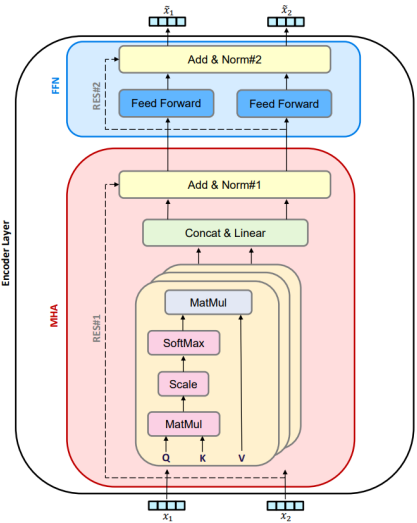 x̃₁ x̃₂
Add & Norm#2
Feed Forward Feed Forward
FFN
RES#2
Add & Norm#1
Concat & Linear
MatMul
SoftMax
Scale
MatMul
Q K V
Encoder Layer
MHA
RES#1
x₁ x₂